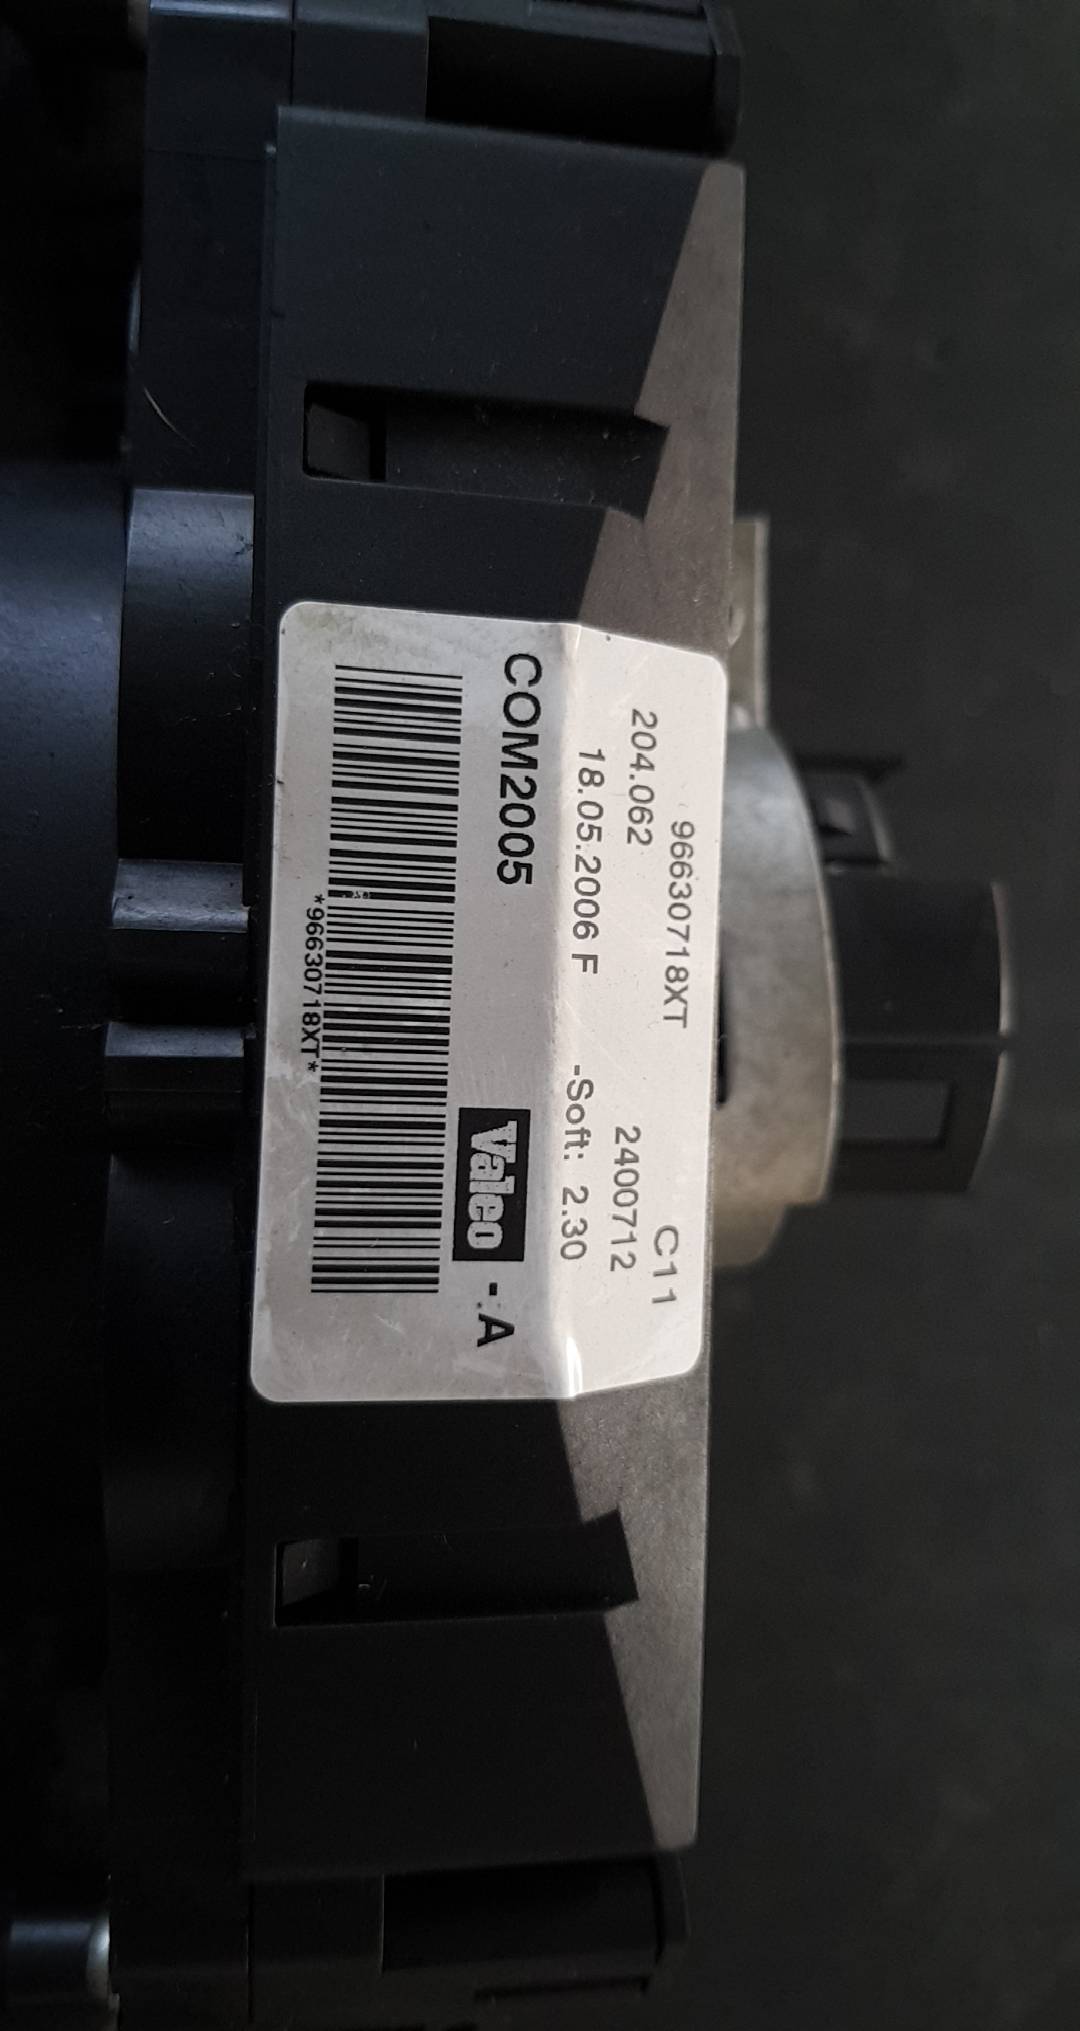 96630718XT C11
204.062 2400712
18.05.2006 F -Soft: 2.30
COM2005 Valeo - A
*96630718XT*